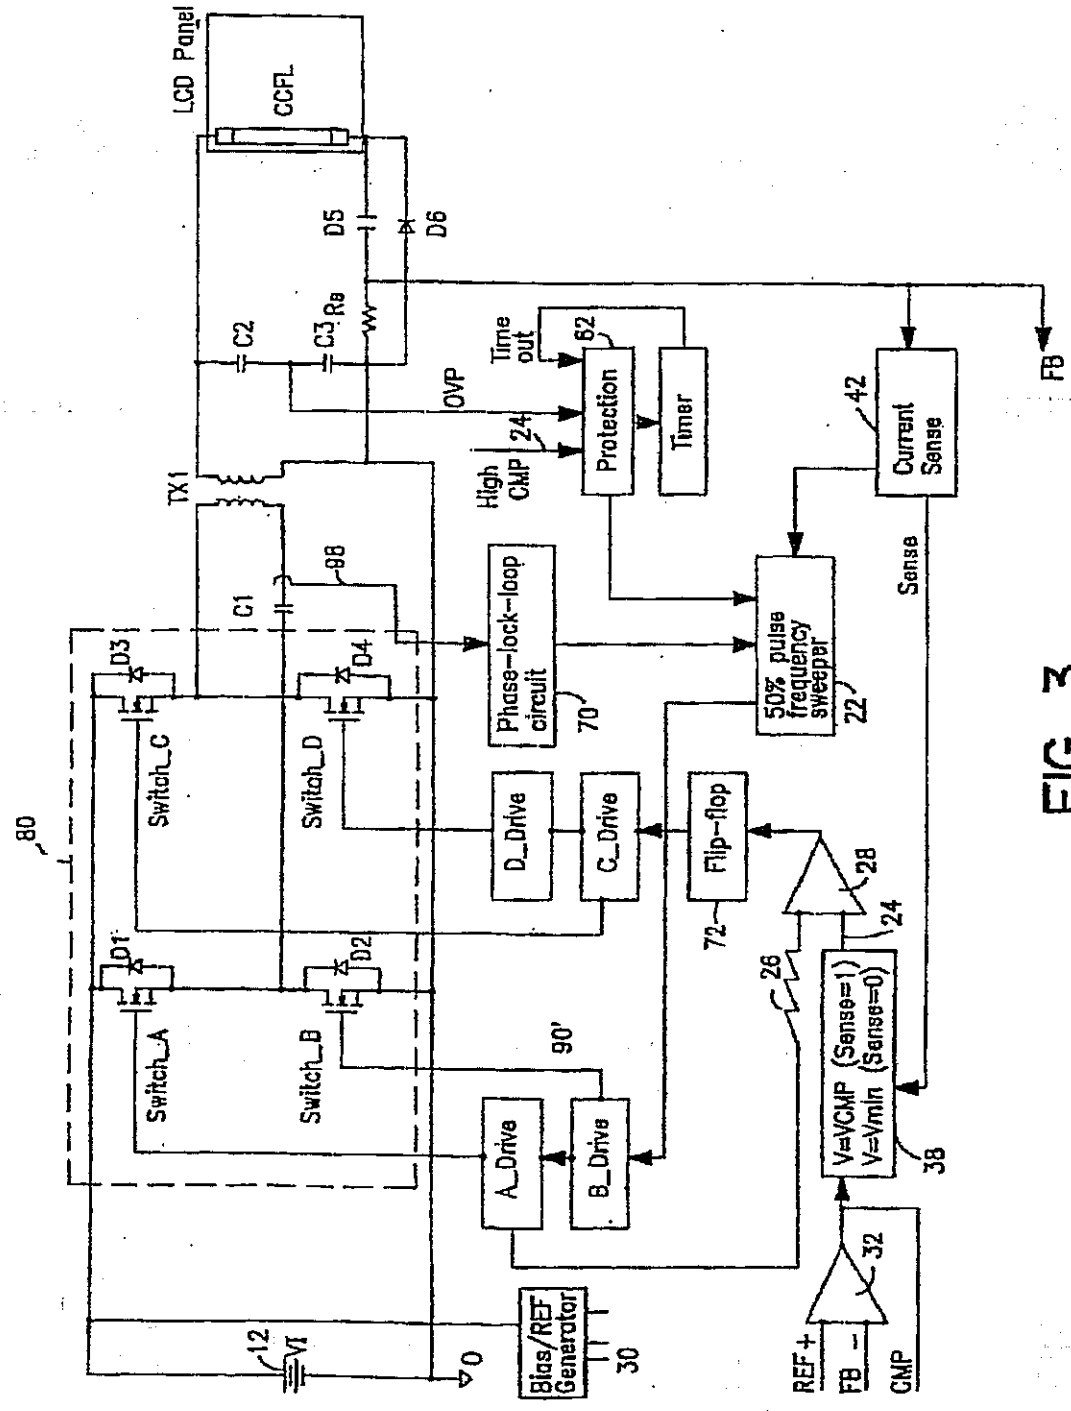 LCD Panel
CCFL
80
D3
Switch_C
D4
Switch_D
C1
TX1
98
C2
C3
Ra
D5
D6
D1
Switch_A
D2
Switch_B
90'
12
VI
0
OVP
High
CMP
24
Time
out
62
Protection
Timer
Phase-lock-loop
circuit
70
D_Drive
C_Drive
Flip-flop
72
A_Drive
B_Drive
Bias/REF
Generator
30
50% pulse
frequency
sweeper
22
42
Current
Sense
Sense
FB
26
28
24
V=VCMP (Sense=1)
V=Vmin (Sense=0)
38
32
REF +
FB -
CMP
FIG. 3